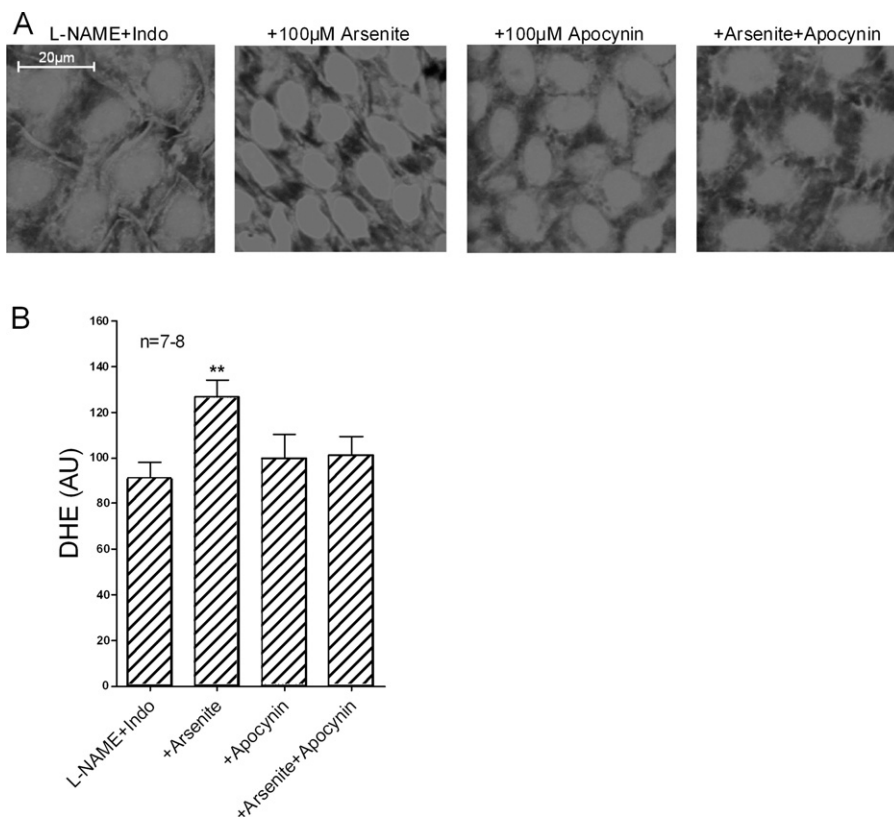 A
L-NAME+Indo
+100µM Arsenite
+100µM Apocynin
+Arsenite+Apocynin
20µm
B
160
140
120
100
80
60
40
20
0
DHE (AU)
n=7-8
**
L-NAME+Indo
+Arsenite
+Apocynin
+Arsenite+Apocynin